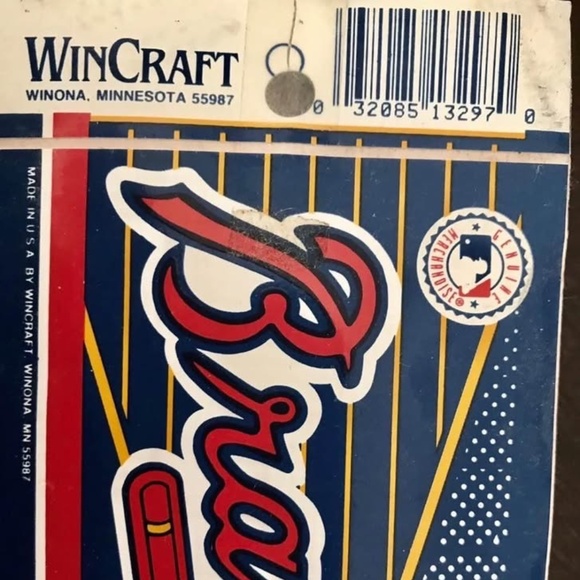 WINCRAFT
WINONA, MINNESOTA 55987
0 32085 13297 0
MADE IN U.S.A. BY WINCRAFT, WINONA, MN 55987
GENUINE
MERCHANDISE®
Bra